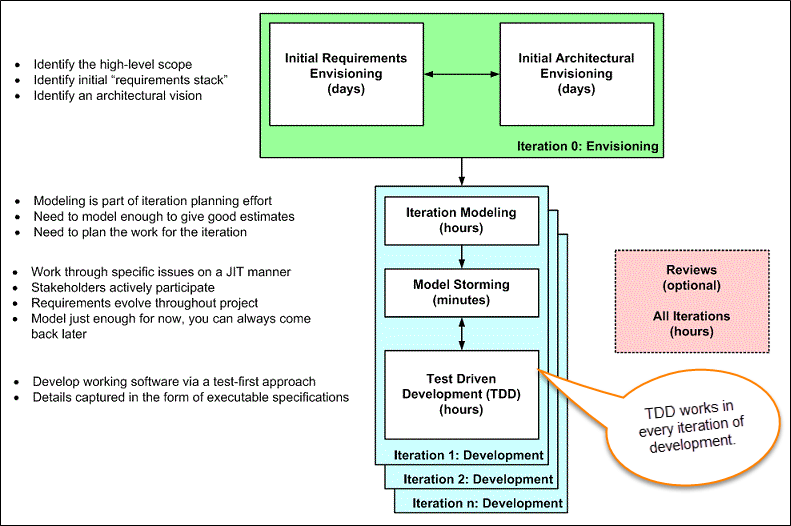 Initial Requirements
Envisioning
(days)
Initial Architectural
Envisioning
(days)
Iteration 0: Envisioning
• Identify the high-level scope
• Identify initial “requirements stack”
• Identify an architectural vision
• Modeling is part of iteration planning effort
• Need to model enough to give good estimates
• Need to plan the work for the iteration
Iteration Modeling
(hours)
• Work through specific issues on a JIT manner
• Stakeholders actively participate
• Requirements evolve throughout project
• Model just enough for now, you can always come
back later
Model Storming
(minutes)
Reviews
(optional)
All Iterations
(hours)
• Develop working software via a test-first approach
• Details captured in the form of executable specifications
Test Driven
Development (TDD)
(hours)
TDD works in
every iteration of
development.
Iteration 1: Development
Iteration 2: Development
Iteration n: Development